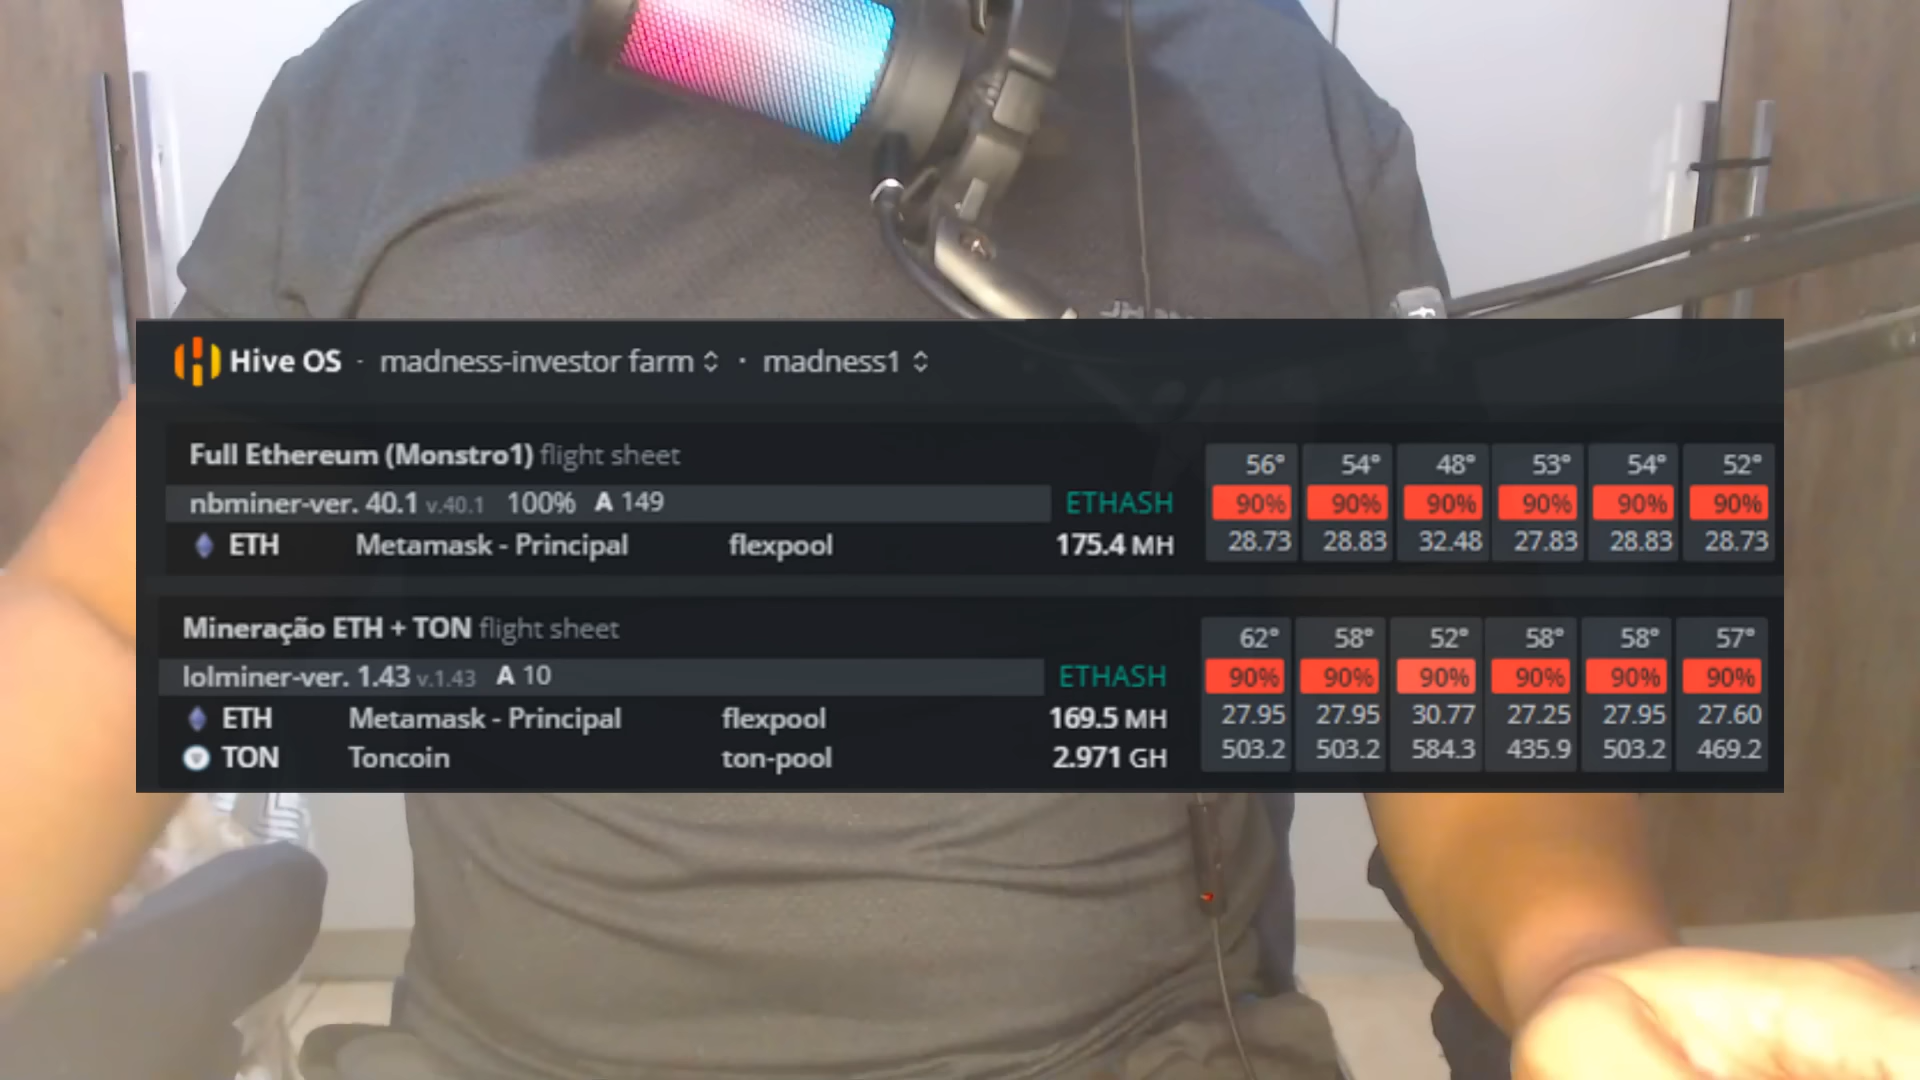 Hive OS · madness-investor farm · madness1
Full Ethereum (Monstro1) flight sheet 56° 54° 48° 53° 54° 52°
nbminer-ver. 40.1 v.40.1 100% A 149 ETHASH 90% 90% 90% 90% 90% 90%
ETH Metamask - Principal flexpool 175.4 MH 28.73 28.83 32.48 27.83 28.83 28.73
Mineração ETH + TON flight sheet 62° 58° 52° 58° 58° 57°
lolminer-ver. 1.43 v.1.43 A 10 ETHASH 90% 90% 90% 90% 90% 90%
ETH Metamask - Principal flexpool 169.5 MH 27.95 27.95 30.77 27.25 27.95 27.60
TON Toncoin ton-pool 2.971 GH 503.2 503.2 584.3 435.9 503.2 469.2